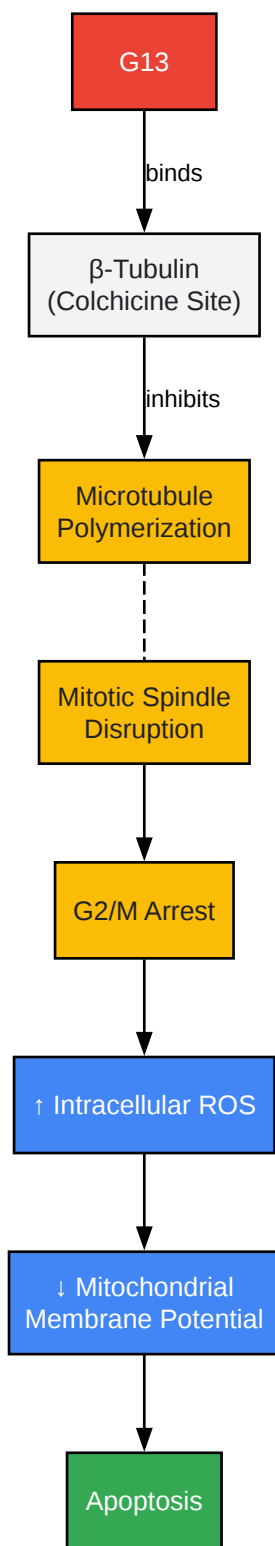 G13
binds
β-Tubulin
(Colchicine Site)
inhibits
Microtubule
Polymerization
Mitotic Spindle
Disruption
G2/M Arrest
↑ Intracellular ROS
↓ Mitochondrial
Membrane Potential
Apoptosis